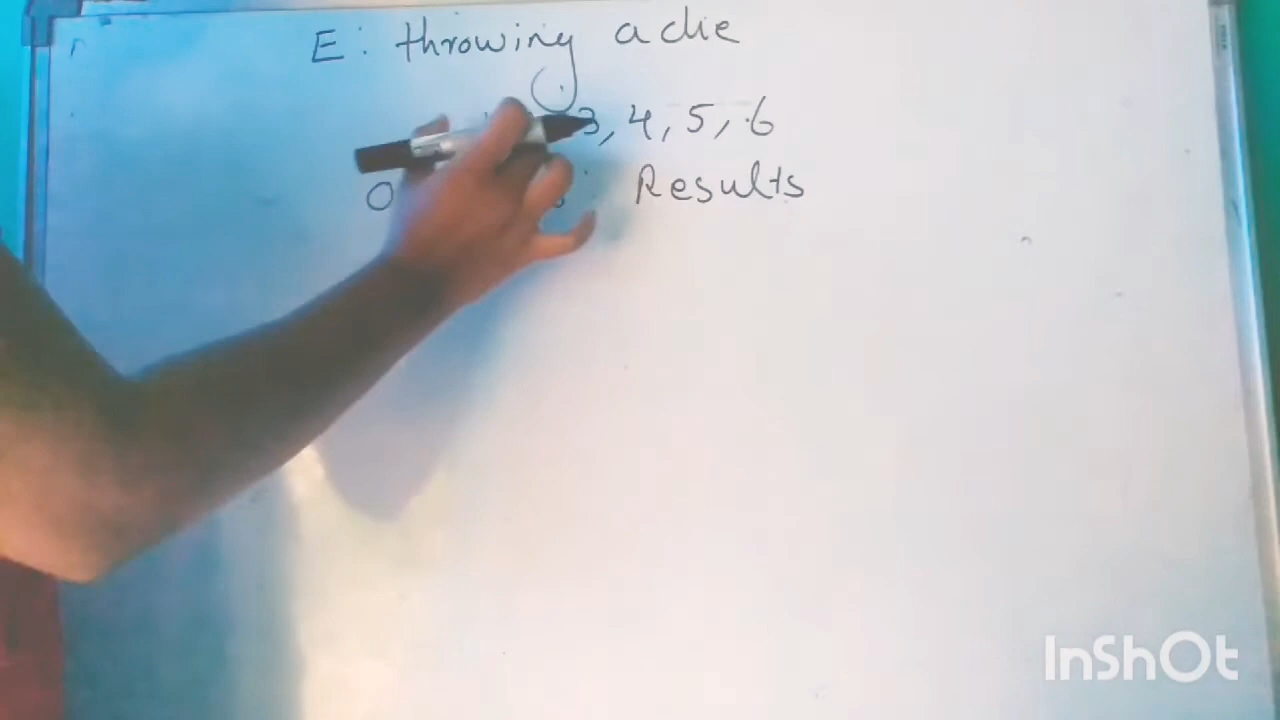 E: throwing a die
3, 4, 5, 6
Results
InShOt